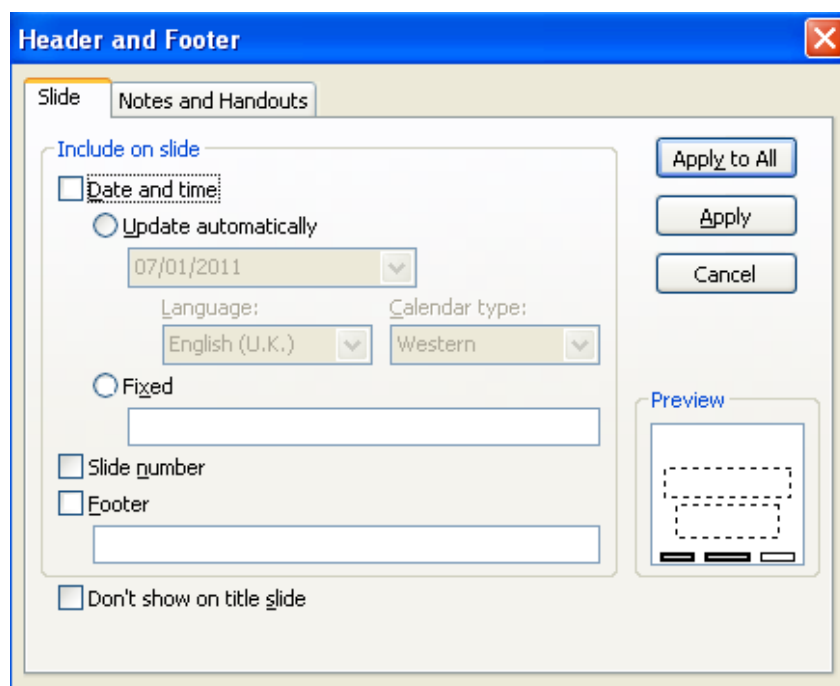 Header and Footer
Slide
Notes and Handouts
Include on slide
Date and time
Update automatically
07/01/2011
Language:
Calendar type:
English (U.K.)
Western
Fixed
Slide number
Footer
Don't show on title slide
Apply to All
Apply
Cancel
Preview